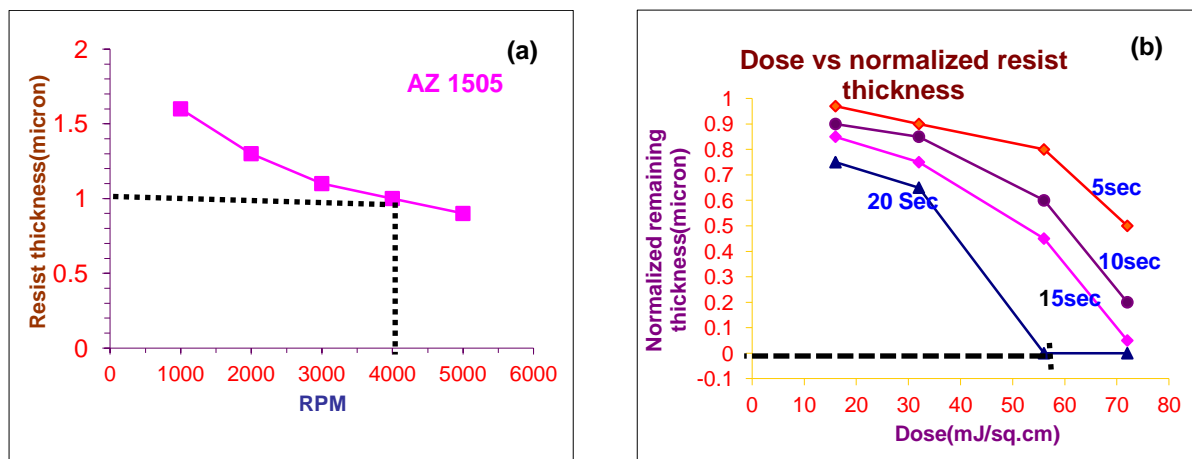 (a)
AZ 1505
Resist thickness(micron)
2
1.5
1
0.5
0
0 1000 2000 3000 4000 5000 6000
RPM
(b)
Dose vs normalized resist
thickness
Normalized remaining
thickness(micron)
1
0.9
0.8
0.7
0.6
0.5
0.4
0.3
0.2
0.1
0
-0.1
20 Sec
5sec
10sec
15sec
0 10 20 30 40 50 60 70 80
Dose(mJ/sq.cm)